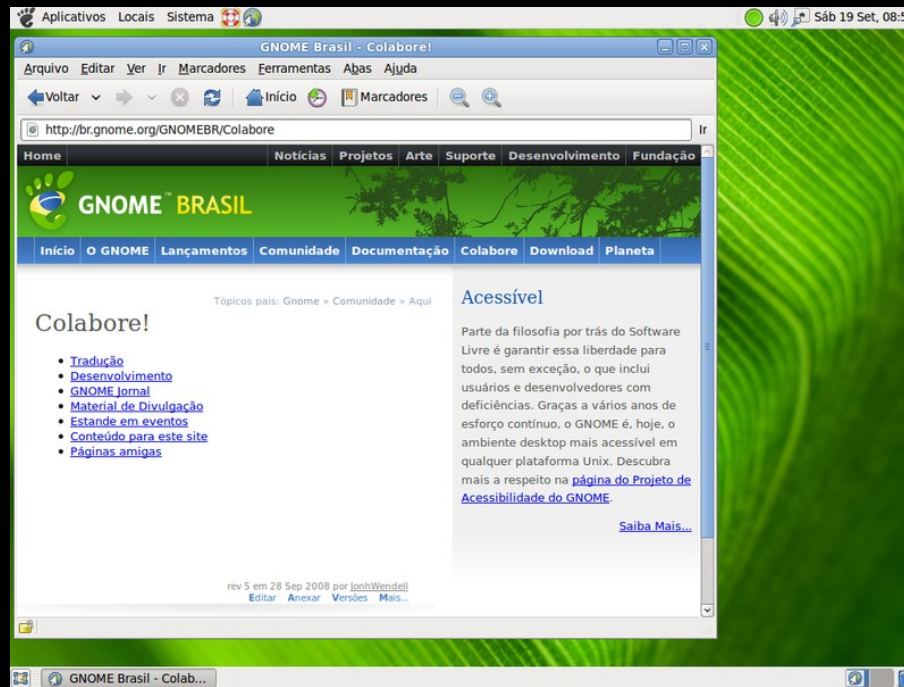 Aplicativos Locais Sistema
Sáb 19 Set, 08:5
GNOME Brasil - Colabore!
Arquivo Editar Ver Ir Marcadores Ferramentas Abas Ajuda
Voltar Início Marcadores
http://br.gnome.org/GNOMEBR/Colabore Ir
Home Notícias Projetos Arte Suporte Desenvolvimento Fundação
GNOME™ BRASIL
Início O GNOME Lançamentos Comunidade Documentação Colabore Download Planeta
Tópicos pais: Gnome » Comunidade » Aqui
Colabore!
Tradução
Desenvolvimento
GNOME Jornal
Material de Divulgação
Estande em eventos
Conteúdo para este site
Páginas amigas
rev 5 em 28 Sep 2008 por JonhWendell
Editar Anexar Versões Mais...
Acessível
Parte da filosofia por trás do Software
Livre é garantir essa liberdade para
todos, sem exceção, o que inclui
usuários e desenvolvedores com
deficiências. Graças a vários anos de
esforço contínuo, o GNOME é, hoje, o
ambiente desktop mais acessível em
qualquer plataforma Unix. Descubra
mais a respeito na página do Projeto de
Acessibilidade do GNOME.
Saiba Mais...
GNOME Brasil - Colab...